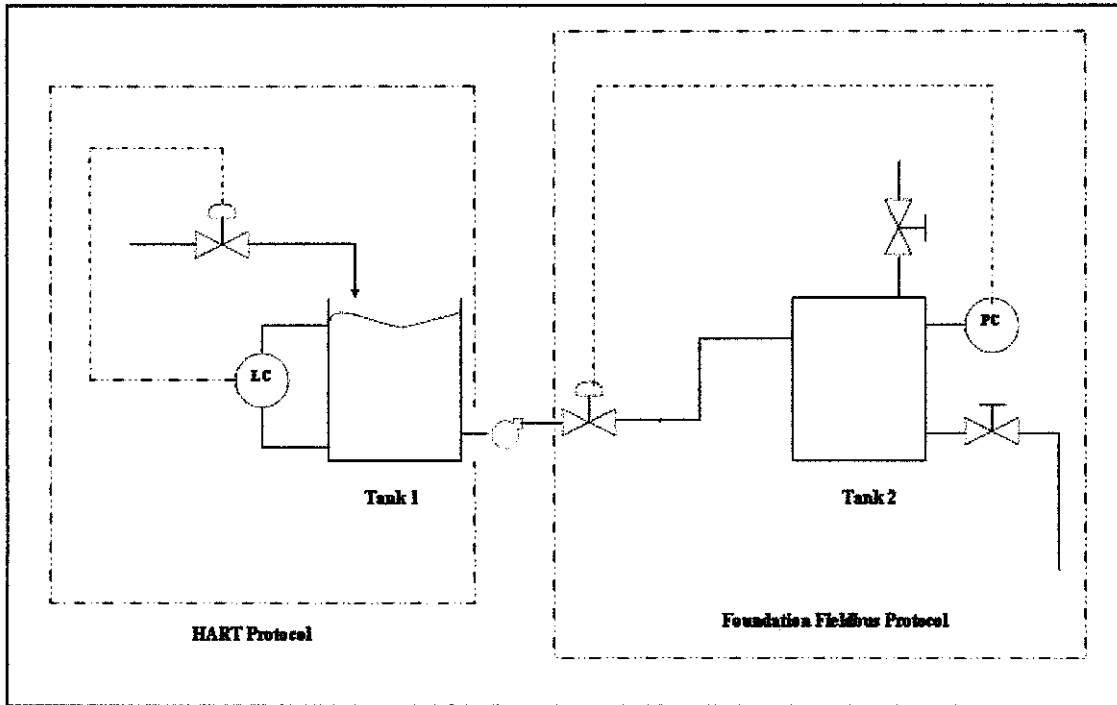 LC
Tank 1
HART Protocol
PC
Tank 2
Foundation Fieldbus Protocol